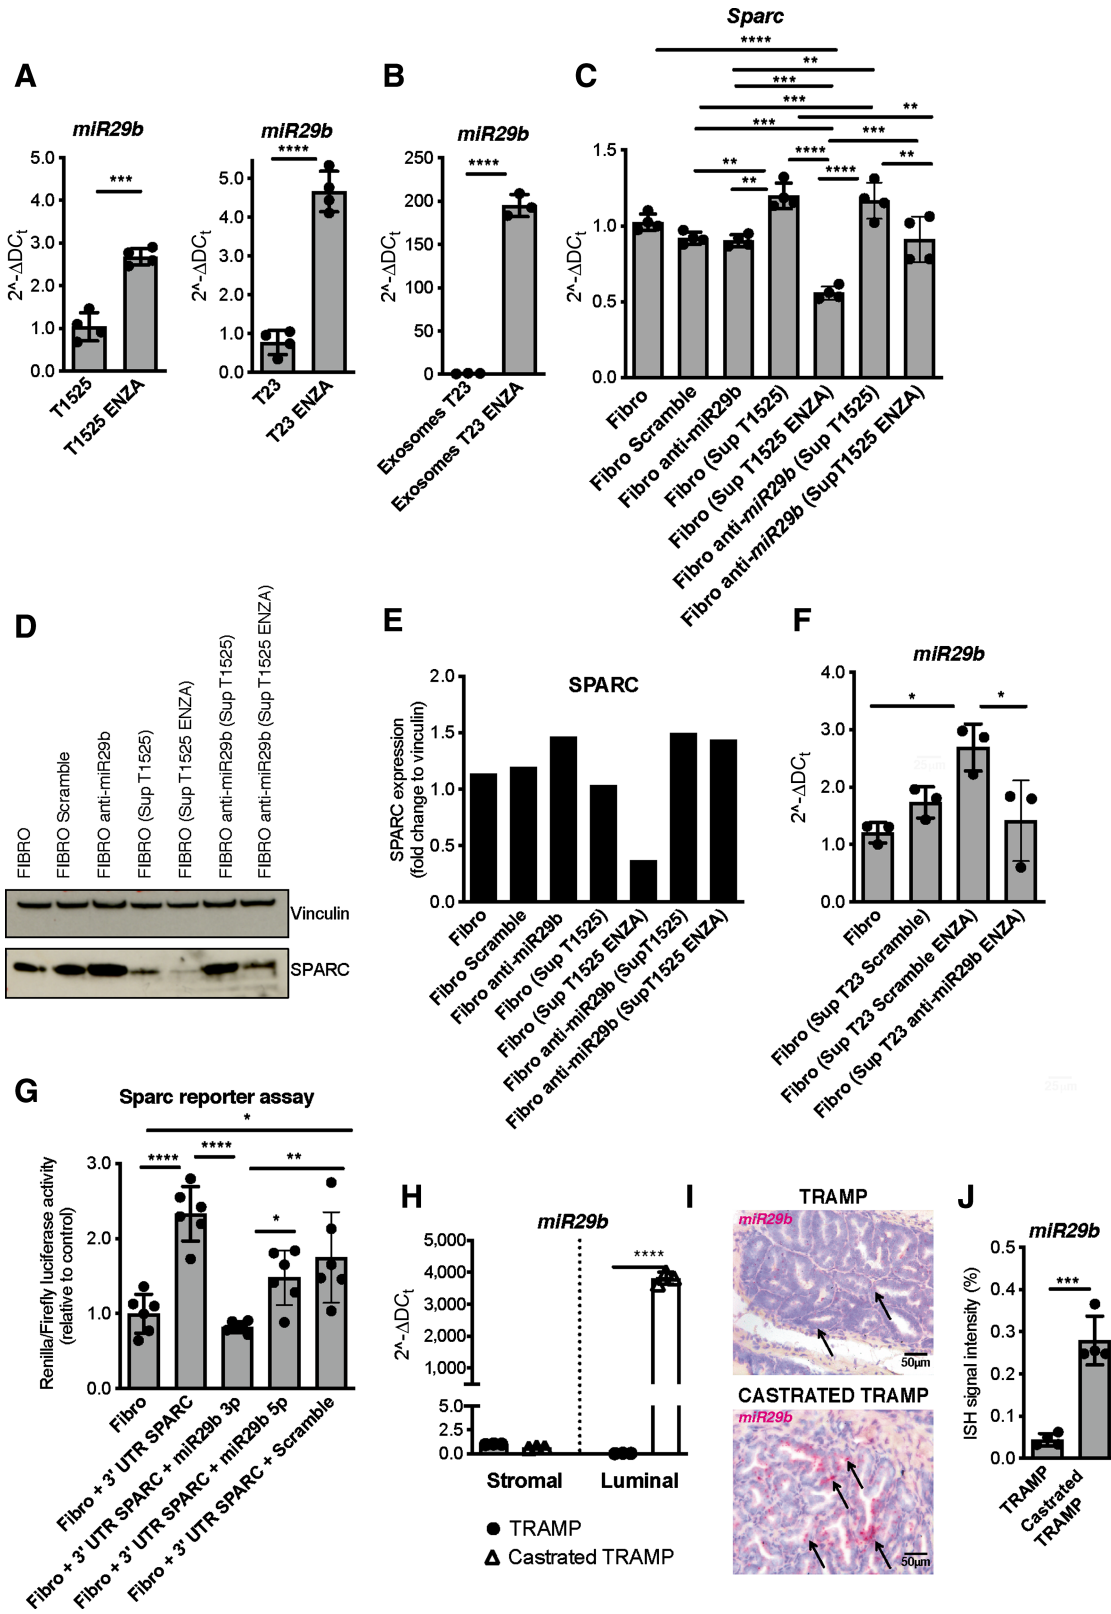 A
miR29b
5.0
4.0
3.0
2.0
1.0
0.0
2^-ΔDCt
***
T1525
T1525 ENZA
miR29b
5.0
4.0
3.0
2.0
1.0
0.0
2^-ΔDCt
****
T23
T23 ENZA
B
miR29b
250
200
150
100
50
0
2^-ΔDCt
****
Exosomes T23
Exosomes T23 ENZA
C
Sparc
****
**
***
***
**
***
***
****
**
**
****
**
1.5
1.0
0.5
0.0
2^-ΔDCt
Fibro
Fibro Scramble
Fibro anti-miR29b
Fibro (Sup T1525)
Fibro (Sup T1525 ENZA)
Fibro anti-miR29b (Sup T1525)
Fibro anti-miR29b (SupT1525 ENZA)
D
FIBRO
FIBRO Scramble
FIBRO anti-miR29b
FIBRO (Sup T1525)
FIBRO (Sup T1525 ENZA)
FIBRO anti-miR29b (Sup T1525)
FIBRO anti-miR29b (Sup T1525 ENZA)
Vinculin
SPARC
E
SPARC
2.0
1.5
1.0
0.5
0.0
SPARC expression
(fold change to vinculin)
Fibro
Fibro Scramble
Fibro anti-miR29b
Fibro (Sup T1525)
Fibro (Sup T1525 ENZA)
Fibro anti-miR29b (SupT1525)
Fibro anti-miR29b (SupT1525 ENZA)
F
miR29b
4.0
3.0
2.0
1.0
0.0
2^-ΔDCt
*
*
25µm
Fibro
Fibro (Sup T23 Scramble)
Fibro (Sup T23 Scramble ENZA)
Fibro (Sup T23 anti-miR29b ENZA)
25µm
G
Sparc reporter assay
*
****
****
**
*
3.0
2.0
1.0
0.0
Renilla/Firefly luciferase activity
(relative to control)
Fibro
Fibro + 3' UTR SPARC
Fibro + 3' UTR SPARC + miR29b 3p
Fibro + 3' UTR SPARC + miR29b 5p
Fibro + 3' UTR SPARC + Scramble
H
miR29b
5,000
4,000
3,000
2,000
1,000
5.0
2.5
0.0
2^-ΔDCt
****
Stromal
Luminal
TRAMP
Castrated TRAMP
I
TRAMP
miR29b
50µm
CASTRATED TRAMP
miR29b
50µm
J
miR29b
0.5
0.4
0.3
0.2
0.1
0.0
ISH signal intensity (%)
***
TRAMP
Castrated
TRAMP